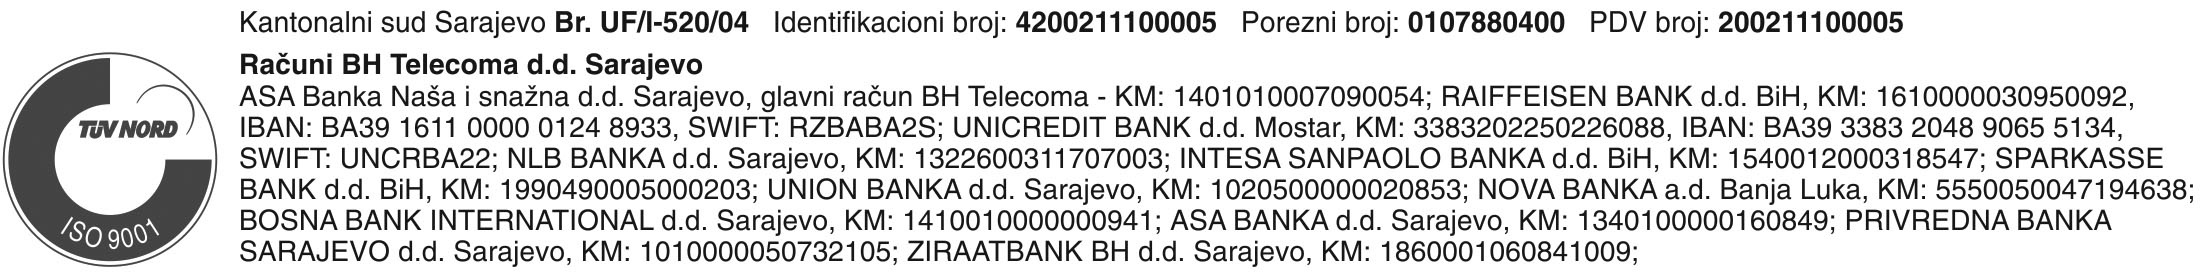 Kantonalni sud Sarajevo Br. UF/I-520/04 Identifikacioni broj: 4200211100005 Porezni broj: 0107880400 PDV broj: 200211100005
Računi BH Telecoma d.d. Sarajevo
ASA Banka Naša i snažna d.d. Sarajevo, glavni račun BH Telecoma - KM: 1401010007090054; RAIFFEISEN BANK d.d. BiH, KM: 1610000030950092,
IBAN: BA39 1611 0000 0124 8933, SWIFT: RZBABA2S; UNICREDIT BANK d.d. Mostar, KM: 3383202250226088, IBAN: BA39 3383 2048 9065 5134,
SWIFT: UNCRBA22; NLB BANKA d.d. Sarajevo, KM: 1322600311707003; INTESA SANPAOLO BANKA d.d. BiH, KM: 1540012000318547; SPARKASSE
BANK d.d. BiH, KM: 1990490005000203; UNION BANKA d.d. Sarajevo, KM: 1020500000020853; NOVA BANKA a.d. Banja Luka, KM: 5550050047194638;
BOSNA BANK INTERNATIONAL d.d. Sarajevo, KM: 1410010000000941; ASA BANKA d.d. Sarajevo, KM: 1340100000160849; PRIVREDNA BANKA
SARAJEVO d.d. Sarajevo, KM: 1010000050732105; ZIRAATBANK BH d.d. Sarajevo, KM: 1860001060841009;
TÜV NORD
ISO 9001